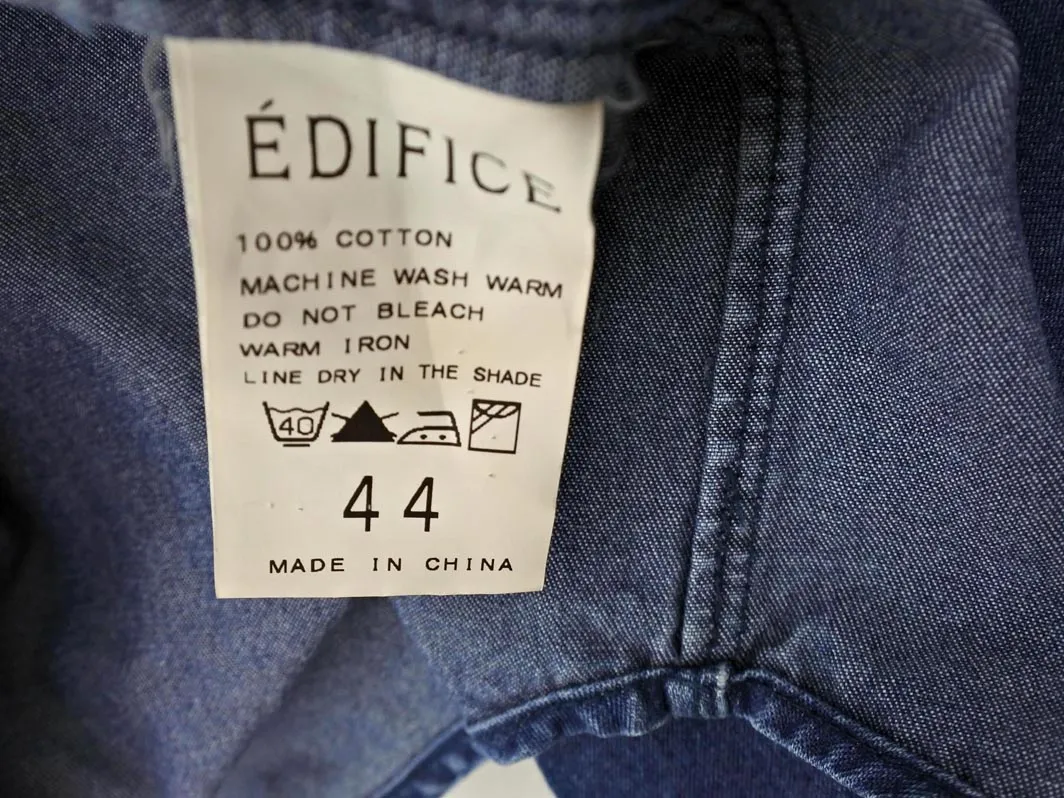 ÉDIFICE
100% COTTON
MACHINE WASH WARM
DO NOT BLEACH
WARM IRON
LINE DRY IN THE SHADE
40
44
MADE IN CHINA